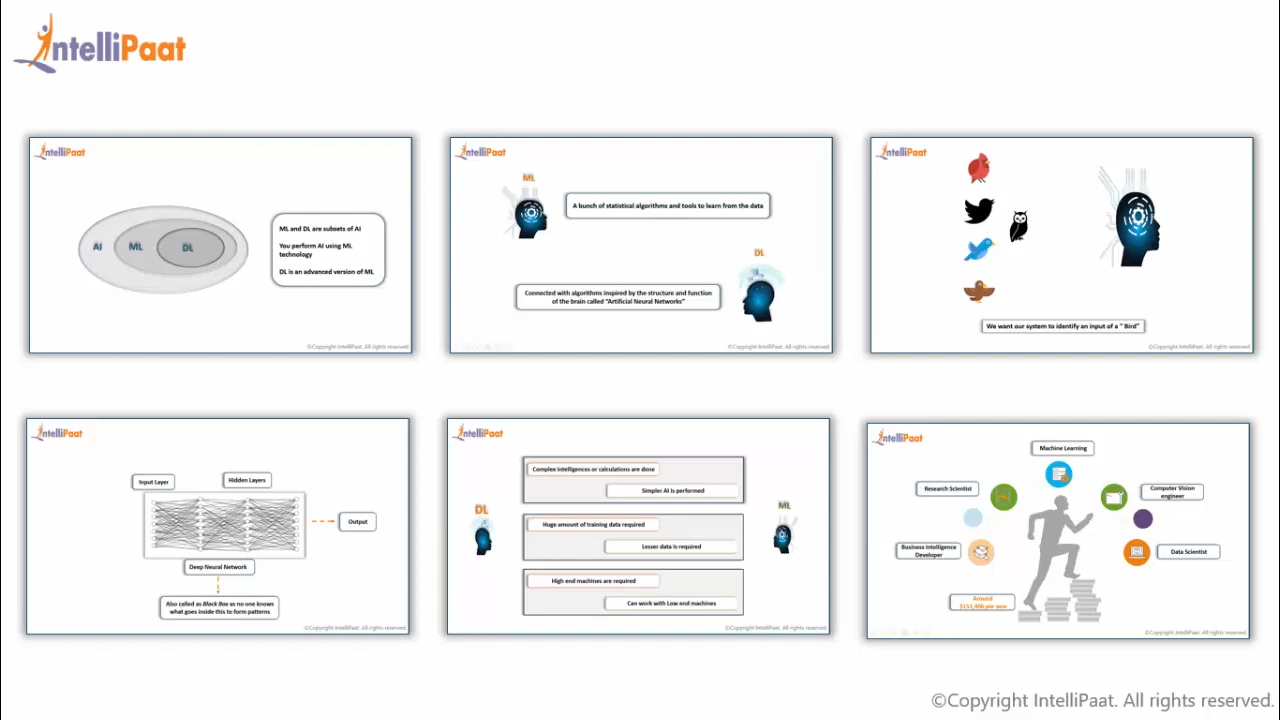 IntelliPaat
IntelliPaat
AI
ML
DL
ML and DL are subsets of AI
You perform AI using ML
technology
DL is an advanced version of ML
©Copyright IntelliPaat. All rights reserved.
IntelliPaat
ML
A bunch of statistical algorithms and tools to learn from the data
DL
Connected with algorithms inspired by the structure and function
of the brain called "Artificial Neural Networks"
©Copyright IntelliPaat. All rights reserved.
IntelliPaat
We want our system to identify an input of a " Bird"
©Copyright IntelliPaat. All rights reserved.
IntelliPaat
Input Layer
Hidden Layers
Output
Deep Neural Network
Also called as Black Box as no one known
what goes inside this to form patterns
©Copyright IntelliPaat. All rights reserved.
IntelliPaat
Complex intelligences or calculations are done
Simpler AI is performed
DL
ML
Huge amount of training data required
Lesser data is required
High end machines are required
Can work with Low end machines
©Copyright IntelliPaat. All rights reserved.
IntelliPaat
Machine Learning
Research Scientist
Computer Vision
engineer
Business Intelligence
Developer
Data Scientist
Around
$151,406 per year
©Copyright IntelliPaat. All rights reserved.
©Copyright IntelliPaat. All rights reserved.